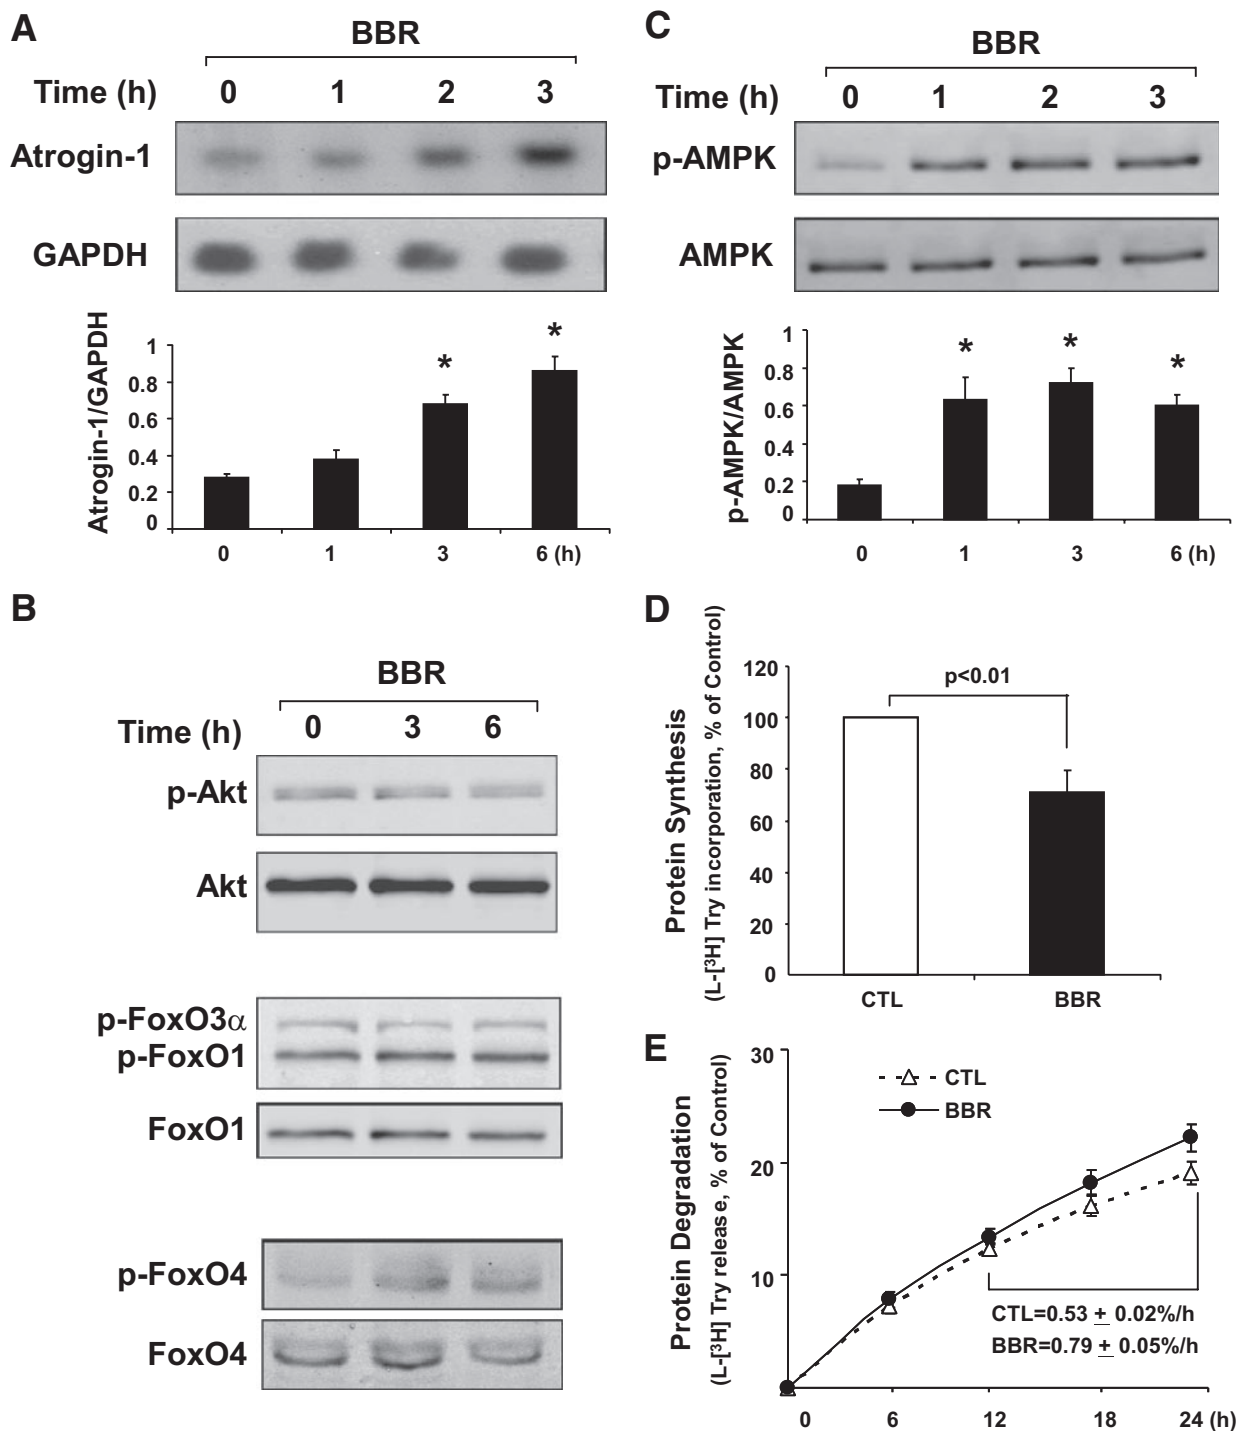 A
BBR
Time (h) 0 1 2 3
Atrogin-1
GAPDH
Atrogin-1/GAPDH
1
0.8
0.6
0.4
0.2
0
* *
0 1 3 6 (h)
B
BBR
Time (h) 0 3 6
p-Akt
Akt
p-FoxO3α
p-FoxO1
FoxO1
p-FoxO4
FoxO4
C
BBR
Time (h) 0 1 2 3
p-AMPK
AMPK
p-AMPK/AMPK
1
0.8
0.6
0.4
0.2
0
* * *
0 1 3 6 (h)
D
Protein Synthesis
(L-[³H] Try incorporation, % of Control)
120
100
80
60
40
20
0
p<0.01
CTL BBR
E
Protein Degradation
(L-[³H] Try release, % of Control)
30
20
10
CTL
BBR
CTL=0.53 ± 0.02%/h
BBR=0.79 ± 0.05%/h
0 6 12 18 24 (h)